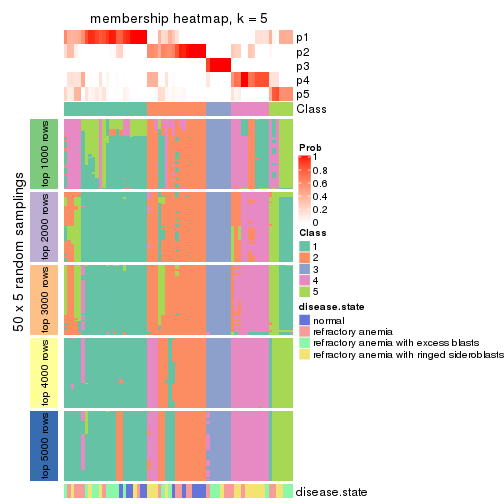 membership heatmap, k = 5
p1
p2
p3
p4
p5
Class
50 x 5 random samplings
top 1000 rows
top 2000 rows
top 3000 rows
top 4000 rows
top 5000 rows
disease.state
Prob
1
0.8
0.6
0.4
0.2
0
Class
1
2
3
4
5
disease.state
normal
refractory anemia
refractory anemia with excess blasts
refractory anemia with ringed sideroblasts